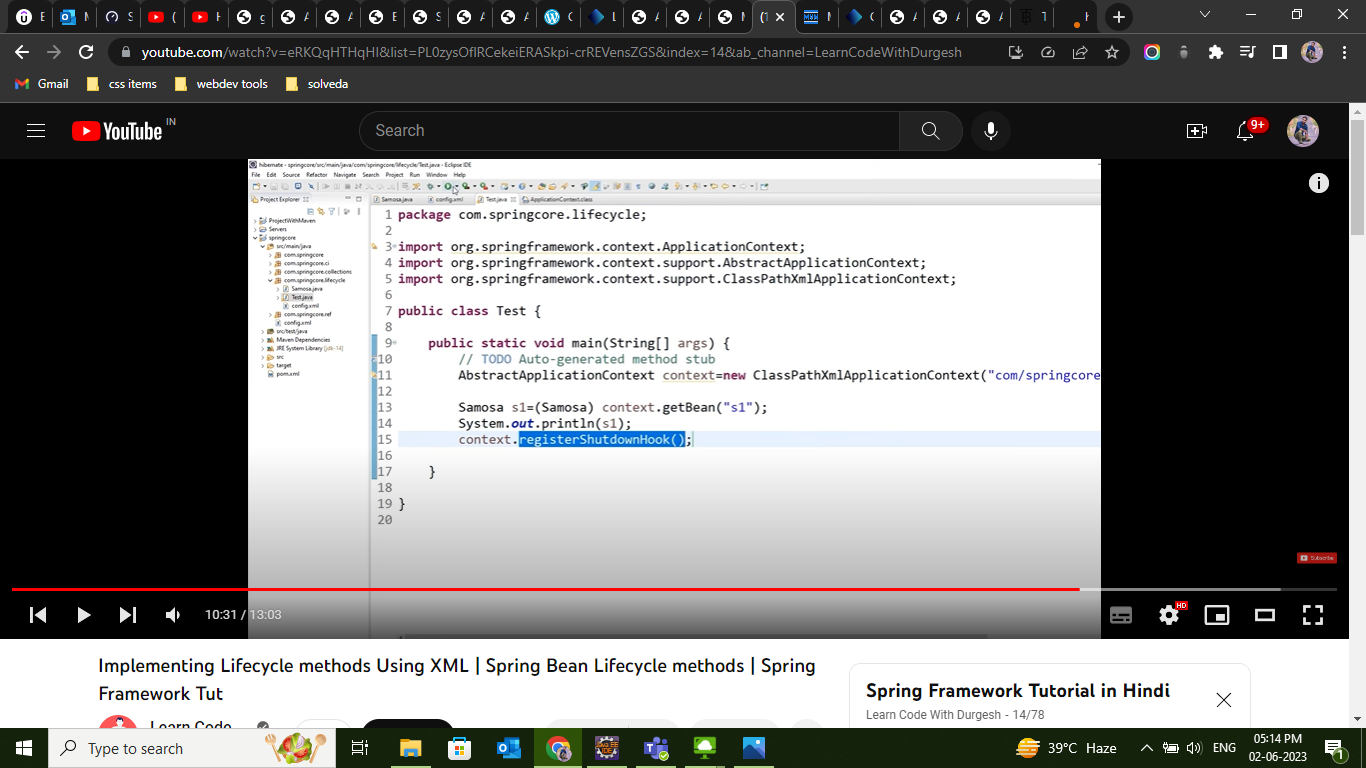 youtube.com/watch?v=eRKQqHTHqHI&list=PL0zysOflRCekeiERASkpi-crREVensZGS&index=14&ab_channel=LearnCodeWithDurgesh
Gmail css items webdev tools solveda
YouTube IN
Search
9+
hibernate - springcore/src/main/java/com/springcore/lifecycle/Test.java - Eclipse IDE
File Edit Source Refactor Navigate Search Project Run Window Help
Project Explorer
Samosa.java config.xml Test.java ApplicationContext.class
ProjectWithMaven
Servers
springcore
src/main/java
com.springcore
com.springcore.ci
com.springcore.collections
com.springcore.lifecycle
Samosa.java
Test.java
config.xml
com.springcore.ref
config.xml
src/test/java
Maven Dependencies
JRE System Library [jdk-14]
src
target
pom.xml
1 package com.springcore.lifecycle;
2
3 import org.springframework.context.ApplicationContext;
4 import org.springframework.context.support.AbstractApplicationContext;
5 import org.springframework.context.support.ClassPathXmlApplicationContext;
6
7 public class Test {
8
9 public static void main(String[] args) {
10 // TODO Auto-generated method stub
11 AbstractApplicationContext context=new ClassPathXmlApplicationContext("com/springcore
12
13 Samosa s1=(Samosa) context.getBean("s1");
14 System.out.println(s1);
15 context.registerShutdownHook();
16
17 }
18
19 }
20
Subscribe
10:31 / 13:03
HD
Implementing Lifecycle methods Using XML | Spring Bean Lifecycle methods | Spring
Framework Tut
Learn Code
Spring Framework Tutorial in Hindi
Learn Code With Durgesh - 14/78
Type to search
39°C Haze
ENG
05:14 PM
02-06-2023
1